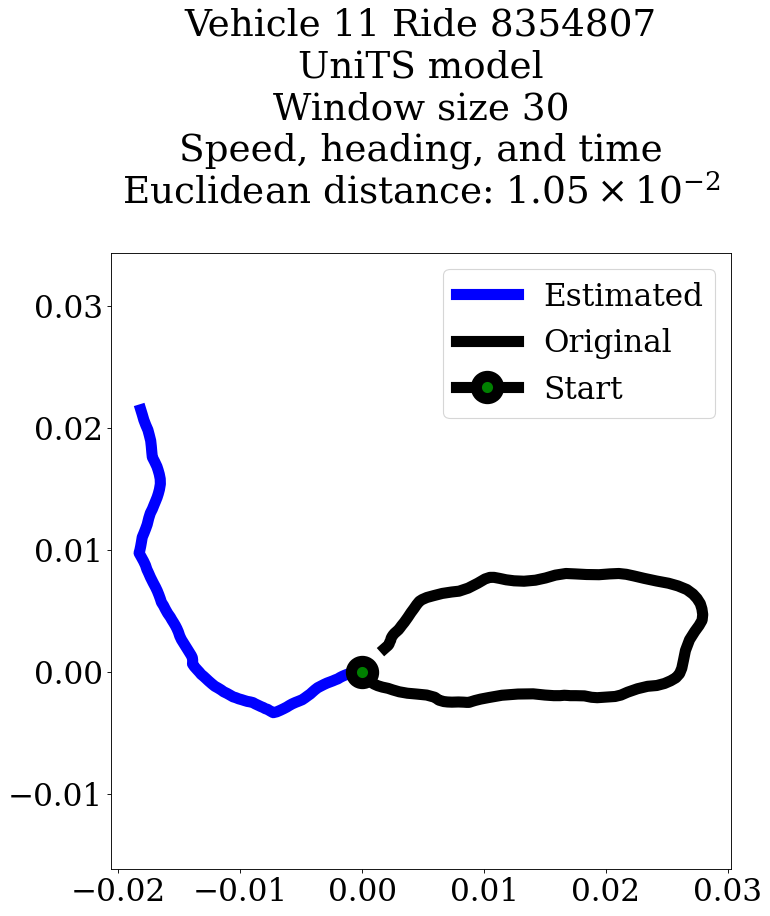 Vehicle 11 Ride 8354807
UniTS model
Window size 30
Speed, heading, and time
Euclidean distance: 1.05 × 10⁻²
Estimated
Original
Start
0.03
0.02
0.01
0.00
−0.01
−0.02 −0.01 0.00 0.01 0.02 0.03